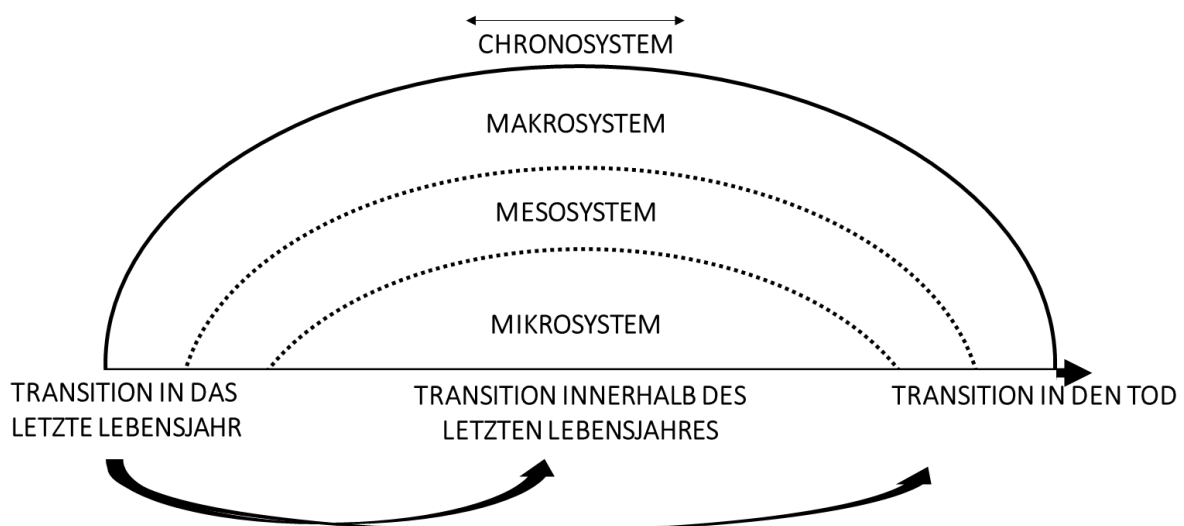 CHRONOSYSTEM
MAKROSYSTEM
MESOSYSTEM
MIKROSYSTEM
TRANSITION IN DAS
LETZTE LEBENSJAHR
TRANSITION INNERHALB DES
LETZTEN LEBENSJAHRES
TRANSITION IN DEN TOD